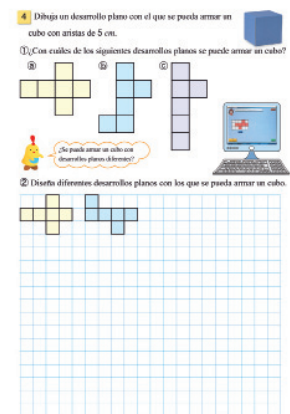 4 Dibuja un desarrollo plano con el que se pueda armar un
cubo con aristas de 5 cm.
① ¿Con cuáles de los siguientes desarrollos planos se puede armar un cubo?
ⓐ ⓑ ⓒ
¿Se puede armar un cubo con
desarrollos planos diferentes?
② Diseña diferentes desarrollos planos con los que se pueda armar un cubo.